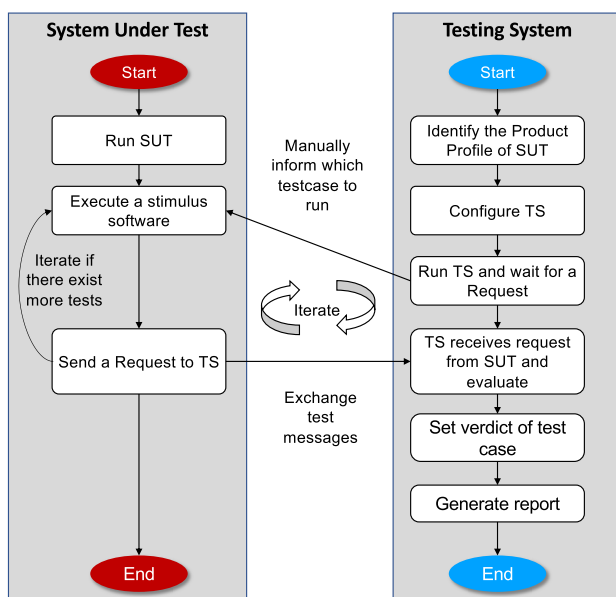 System Under Test
Start
Run SUT
Execute a stimulus
software
Iterate if
there exist
more tests
Send a Request to TS
End
Manually
inform which
testcase to
run
Iterate
Exchange
test
messages
Testing System
Start
Identify the Product
Profile of SUT
Configure TS
Run TS and wait for a
Request
TS receives request
from SUT and
evaluate
Set verdict of test
case
Generate report
End